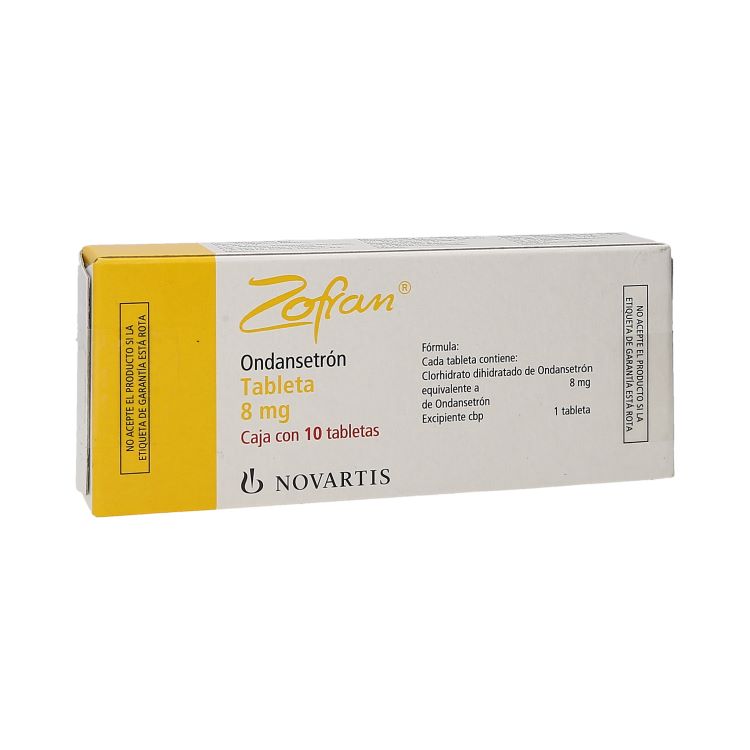 NO ACEPTE EL PRODUCTO SI LA
ETIQUETA DE GARANTÍA ESTÁ ROTA
Zofran®
Ondansetrón
Tableta
8 mg
Caja con 10 tabletas
NOVARTIS
Fórmula:
Cada tableta contiene:
Clorhidrato dihidratado de Ondansetrón
equivalente a 8 mg
de Ondansetrón
Excipiente cbp 1 tableta
NO ACEPTE EL PRODUCTO SI LA
ETIQUETA DE GARANTÍA ESTÁ ROTA